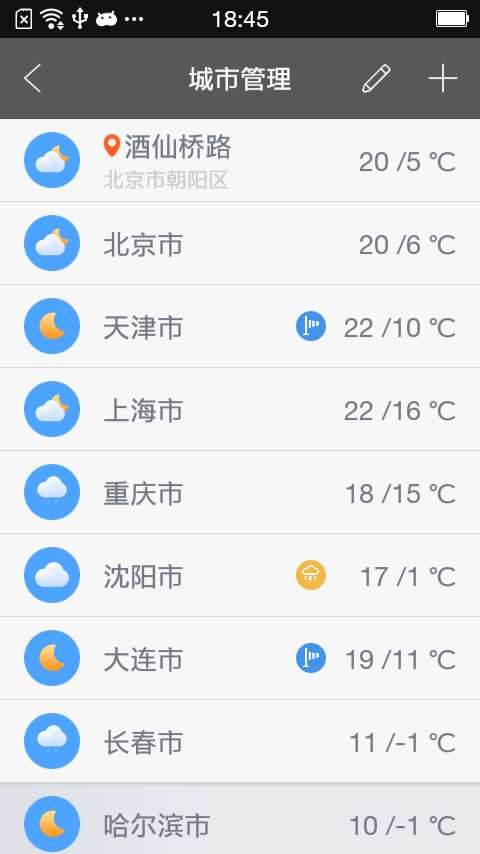 18:45
城市管理
酒仙桥路
20 /5 ℃
北京市朝阳区
北京市
20 /6 ℃
天津市
22 /10 ℃
上海市
22 /16 ℃
重庆市
18 /15 ℃
沈阳市
17 /1 ℃
大连市
19 /11 ℃
长春市
11 /-1 ℃
哈尔滨市
10 /-1 ℃